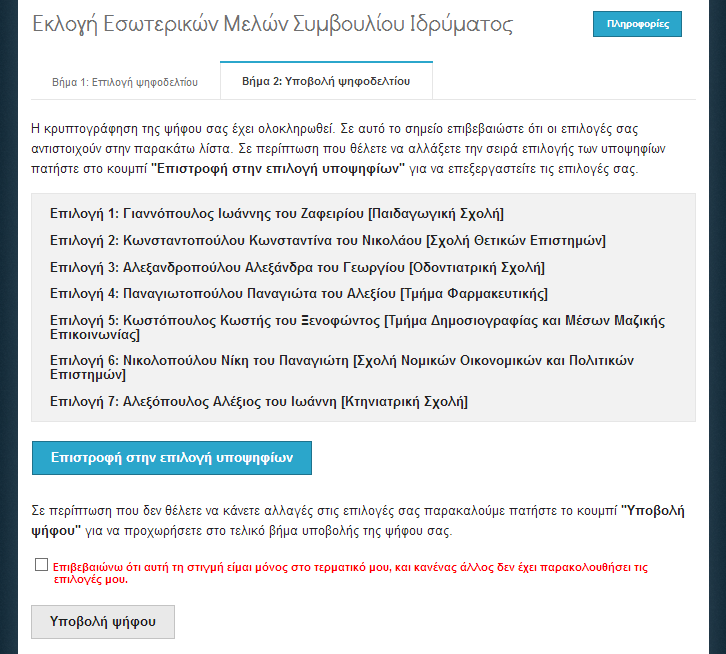 Εκλογή Εσωτερικών Μελών Συμβουλίου Ιδρύματος
Πληροφορίες
Βήμα 1: Επιλογή ψηφοδελτίου
Βήμα 2: Υποβολή ψηφοδελτίου
Η κρυπτογράφηση της ψήφου σας έχει ολοκληρωθεί. Σε αυτό το σημείο επιβεβαιώστε ότι οι επιλογές σας
αντιστοιχούν στην παρακάτω λίστα. Σε περίπτωση που θέλετε να αλλάξετε την σειρά επιλογής των υποψηφίων
πατήστε στο κουμπί "Επιστροφή στην επιλογή υποψηφίων" για να επεξεργαστείτε τις επιλογές σας.
Επιλογή 1: Γιαννόπουλος Ιωάννης του Ζαφειρίου [Παιδαγωγική Σχολή]
Επιλογή 2: Κωνσταντοπούλου Κωνσταντίνα του Νικολάου [Σχολή Θετικών Επιστημών]
Επιλογή 3: Αλεξανδροπούλου Αλεξάνδρα του Γεωργίου [Οδοντιατρική Σχολή]
Επιλογή 4: Παναγιωτοπούλου Παναγιώτα του Αλεξίου [Τμήμα Φαρμακευτικής]
Επιλογή 5: Κωστόπουλος Κωστής του Ξενοφώντος [Τμήμα Δημοσιογραφίας και Μέσων Μαζικής
Επικοινωνίας]
Επιλογή 6: Νικολοπούλου Νίκη του Παναγιώτη [Σχολή Νομικών Οικονομικών και Πολιτικών
Επιστημών]
Επιλογή 7: Αλεξόπουλος Αλέξιος του Ιωάννη [Κτηνιατρική Σχολή]
Επιστροφή στην επιλογή υποψηφίων
Σε περίπτωση που δεν θέλετε να κάνετε αλλαγές στις επιλογές σας παρακαλούμε πατήστε το κουμπί "Υποβολή
ψήφου" για να προχωρήσετε στο τελικό βήμα υποβολής της ψήφου σας.
Επιβεβαιώνω ότι αυτή τη στιγμή είμαι μόνος στο τερματικό μου, και κανένας άλλος δεν έχει παρακολουθήσει τις
επιλογές μου.
Υποβολή ψήφου